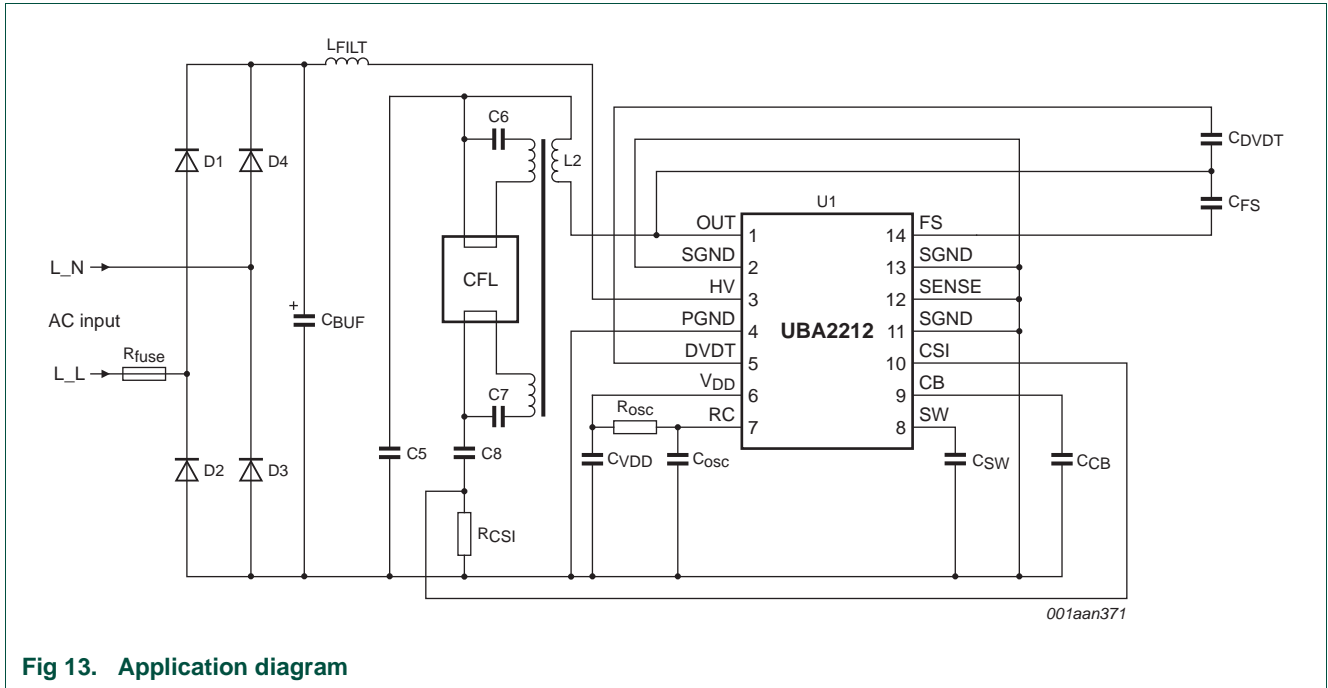 LFILT
C6
CDVDT
D1
D4
L2
CFS
U1
OUT
1
14
FS
SGND
2
13
SGND
L_N
CFL
HV
3
12
SENSE
AC input
+
CBUF
PGND
4
UBA2212
11
SGND
Rfuse
DVDT
5
10
CSI
L_L
C7
VDD
6
9
CB
Rosc
RC
7
8
SW
D2
D3
C5
C8
CVDD
Cosc
CSW
CCB
RCSI
001aan371
Fig 13. Application diagram